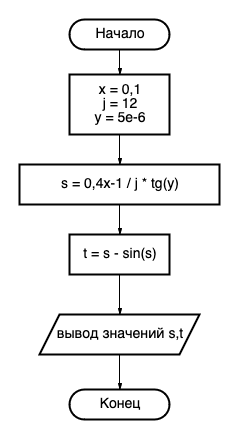 Начало
x = 0,1
j = 12
y = 5e-6
s = 0,4x-1 / j * tg(y)
t = s - sin(s)
вывод значений s,t
Конец